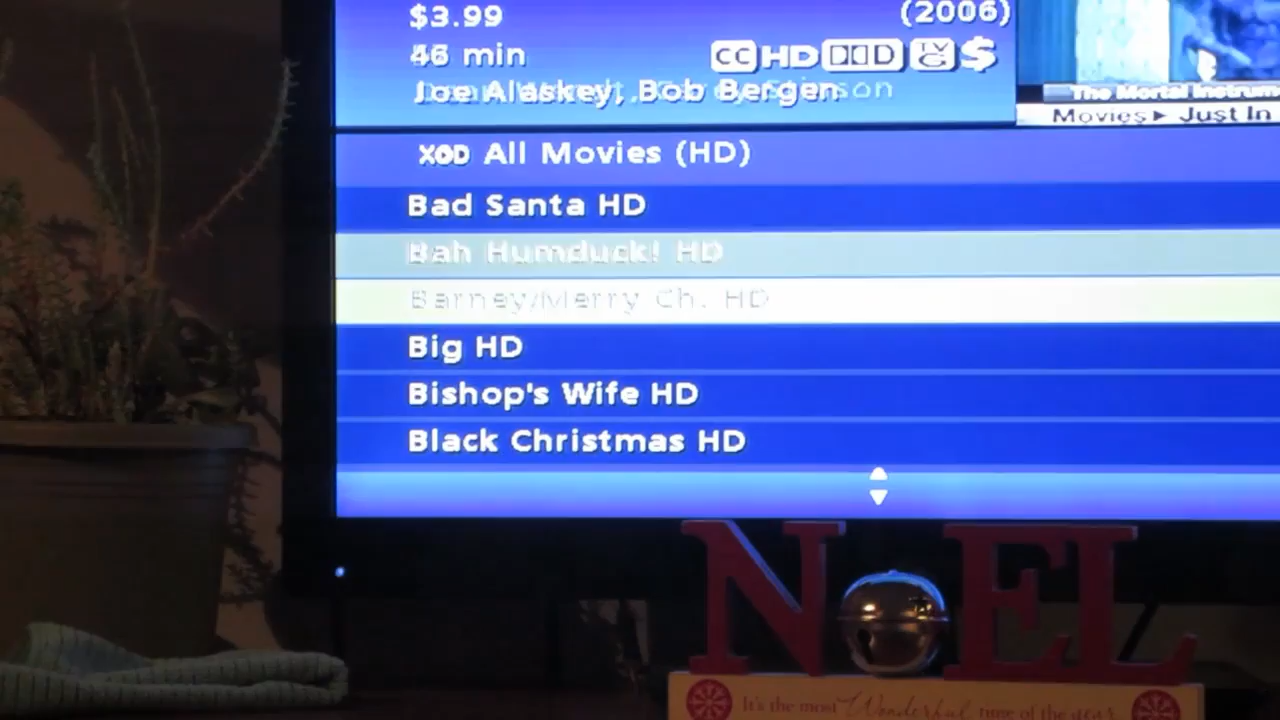 $3.99 (2006)
46 min CC HD DD TV G $
Joe Alaskey, Bob Bergen
The Mortal Instrum
Movies ▸ Just In
XOD All Movies (HD)
Bad Santa HD
Bah Humduck! HD
Barney/Merry Ch. HD
Big HD
Bishop's Wife HD
Black Christmas HD
NOEL
It's the most Wonderful time of the year